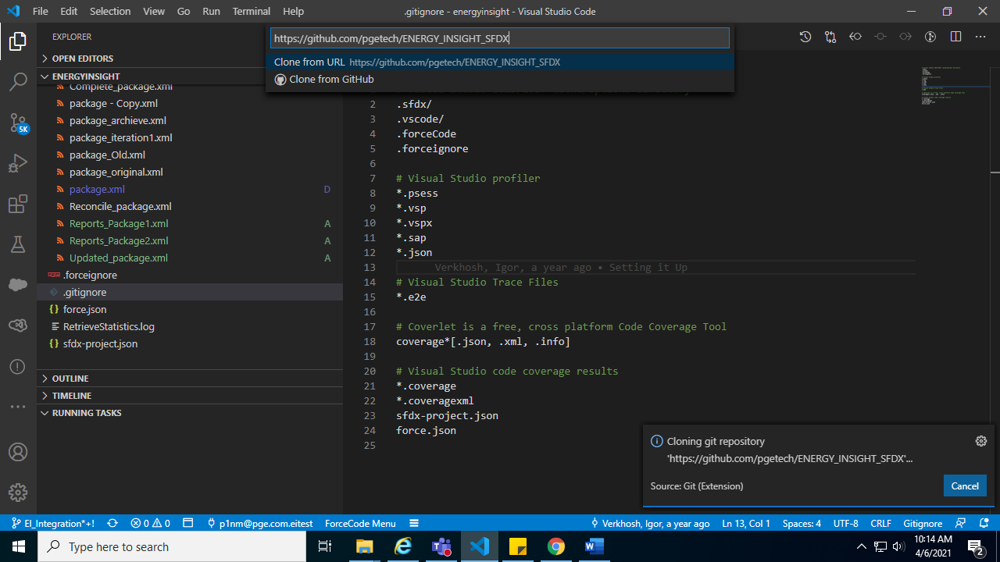 File Edit Selection View Go Run Terminal Help .gitignore - energyinsight - Visual Studio Code
EXPLORER
OPEN EDITORS
ENERGYINSIGHT
Complete_package.xml
package - Copy.xml
package_archieve.xml
package_iteration1.xml
package_Old.xml
package_original.xml
package.xml D
Reconcile_package.xml
Reports_Package1.xml A
Reports_Package2.xml A
Updated_package.xml A
.forceignore
.gitignore
force.json
RetrieveStatistics.log
sfdx-project.json
OUTLINE
TIMELINE
RUNNING TASKS
5K
https://github.com/pgetech/ENERGY_INSIGHT_SFDX
Clone from URL https://github.com/pgetech/ENERGY_INSIGHT_SFDX
Clone from GitHub
2 .sfdx/
3 .vscode/
4 .forceCode
5 .forceignore
6
7 # Visual Studio profiler
8 *.psess
9 *.vsp
10 *.vspx
11 *.sap
12 *.json
13 Verkhosh, Igor, a year ago • Setting it Up
14 # Visual Studio Trace Files
15 *.e2e
16
17 # Coverlet is a free, cross platform Code Coverage Tool
18 coverage*[.json, .xml, .info]
19
20 # Visual Studio code coverage results
21 *.coverage
22 *.coveragexml
23 sfdx-project.json
24 force.json
25
Cloning git repository
'https://github.com/pgetech/ENERGY_INSIGHT_SFDX'...
Source: Git (Extension) Cancel
EI_Integration*+! 0 0 p1nm@pge.com.eitest ForceCode Menu Verkhosh, Igor, a year ago Ln 13, Col 1 Spaces: 4 UTF-8 CRLF Gitignore
Type here to search
10:14 AM
4/6/2021
2